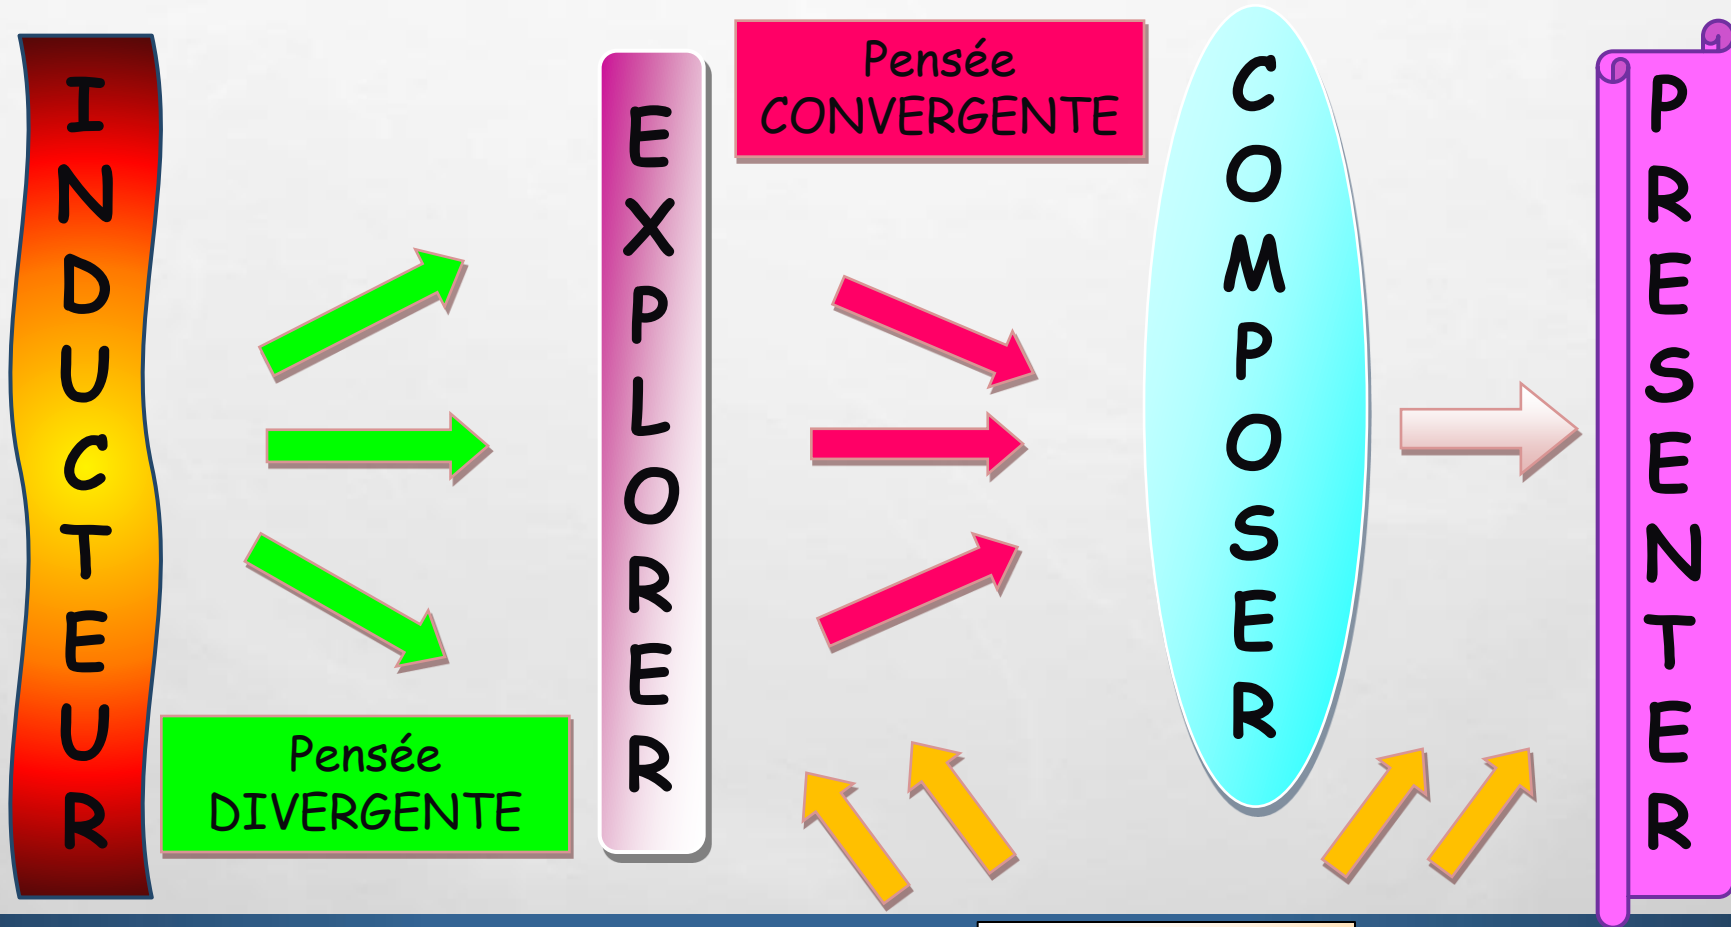 INDUCTEUR
Pensée
DIVERGENTE
EXPLORER
Pensée
CONVERGENTE
COMPOSER
PRESENTER